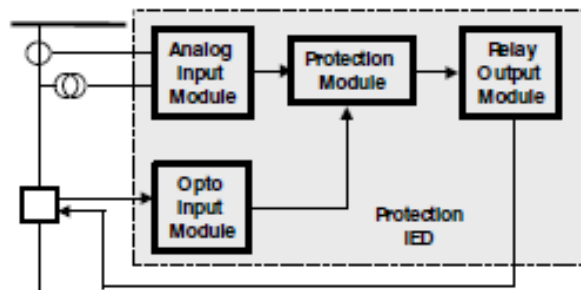 Analog
Input
Module
Protection
Module
Relay
Output
Module
Opto
Input
Module
Protection
IED